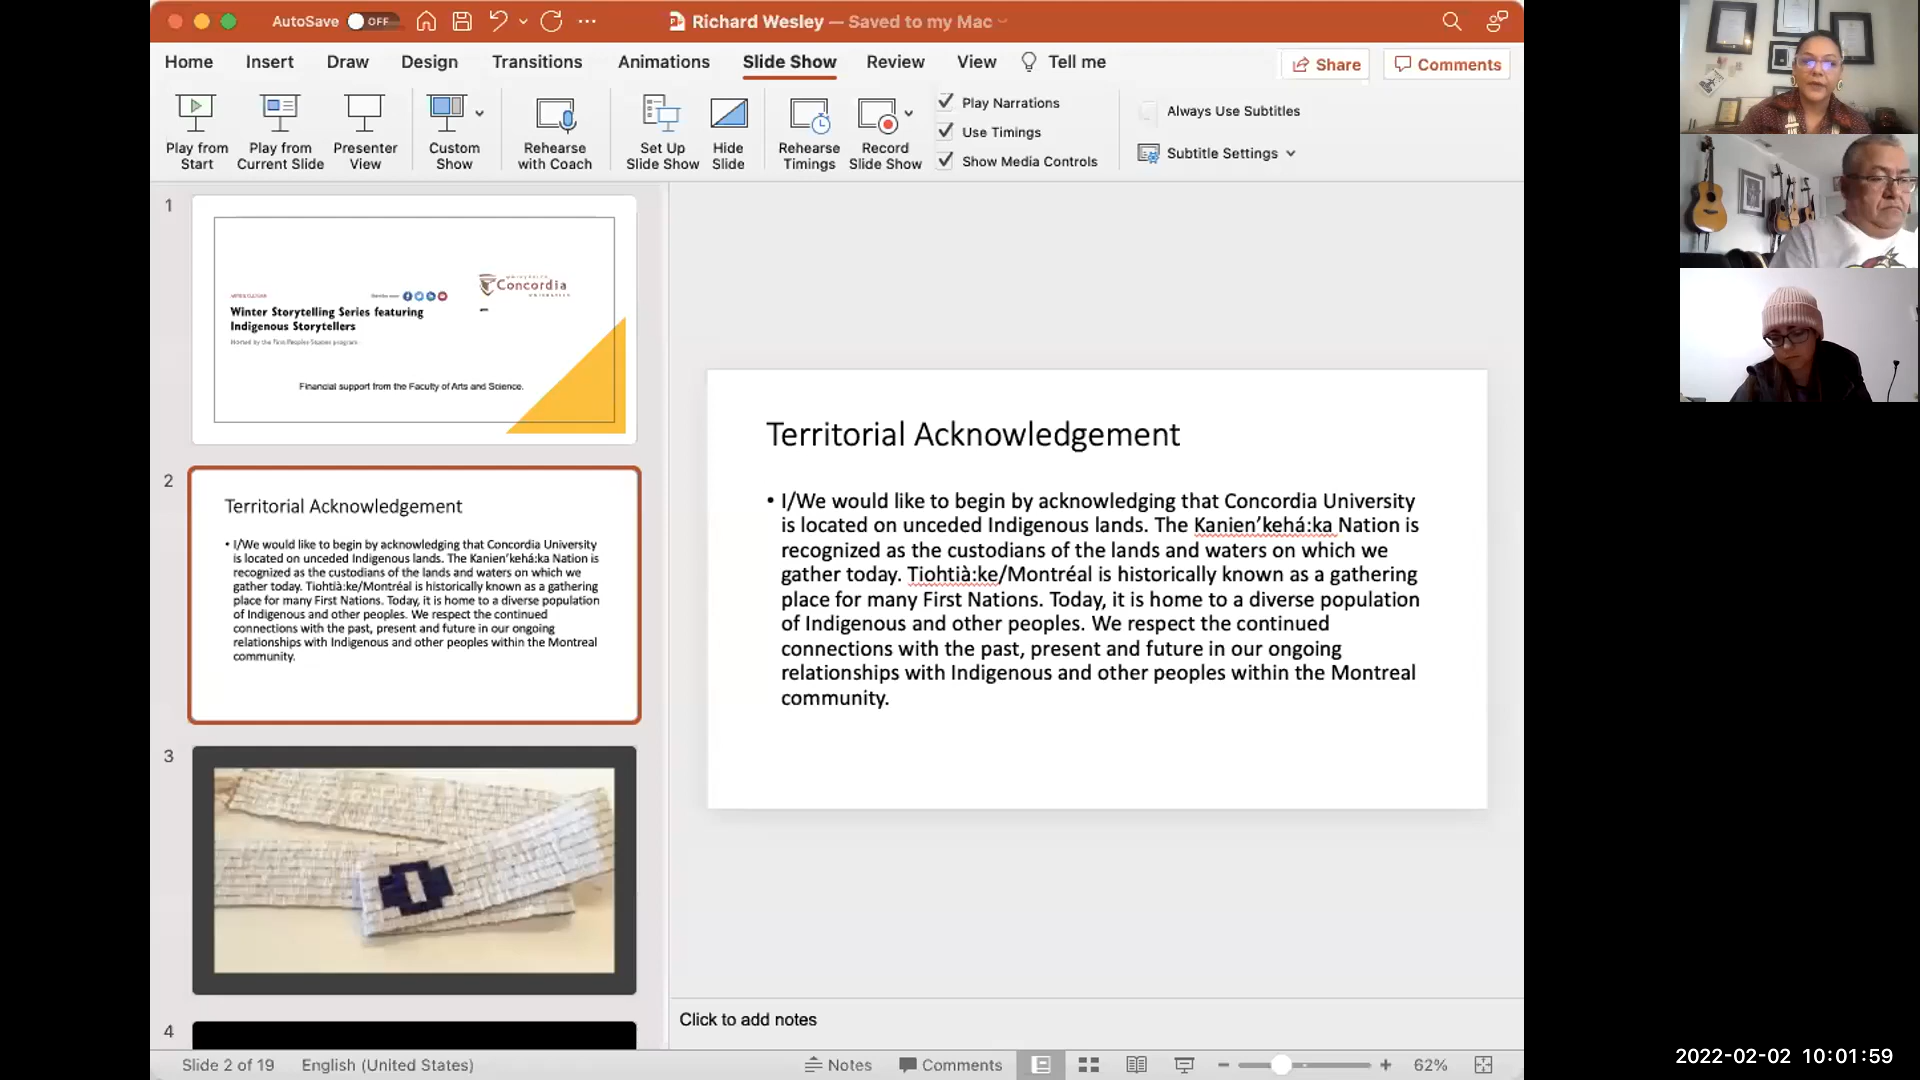 AutoSave OFF
Richard Wesley — Saved to my Mac
Home Insert Draw Design Transitions Animations Slide Show Review View Tell me
Share Comments
Play from Start
Play from Current Slide
Presenter View
Custom Show
Rehearse with Coach
Set Up Slide Show
Hide Slide
Rehearse Timings
Record Slide Show
Play Narrations
Use Timings
Show Media Controls
Always Use Subtitles
Subtitle Settings
1
Concordia
Winter Storytelling Series featuring
Indigenous Storytellers
Hosted by the First Peoples Studies program
Financial support from the Faculty of Arts and Science.
2
Territorial Acknowledgement
• I/We would like to begin by acknowledging that Concordia University
is located on unceded Indigenous lands. The Kanien’kehá:ka Nation is
recognized as the custodians of the lands and waters on which we
gather today. Tiohtià:ke/Montréal is historically known as a gathering
place for many First Nations. Today, it is home to a diverse population
of Indigenous and other peoples. We respect the continued
connections with the past, present and future in our ongoing
relationships with Indigenous and other peoples within the Montreal
community.
3
4
Territorial Acknowledgement
• I/We would like to begin by acknowledging that Concordia University
is located on unceded Indigenous lands. The Kanien’kehá:ka Nation is
recognized as the custodians of the lands and waters on which we
gather today. Tiohtià:ke/Montréal is historically known as a gathering
place for many First Nations. Today, it is home to a diverse population
of Indigenous and other peoples. We respect the continued
connections with the past, present and future in our ongoing
relationships with Indigenous and other peoples within the Montreal
community.
Click to add notes
Slide 2 of 19 English (United States)
Notes Comments 62%
2022-02-02 10:01:59